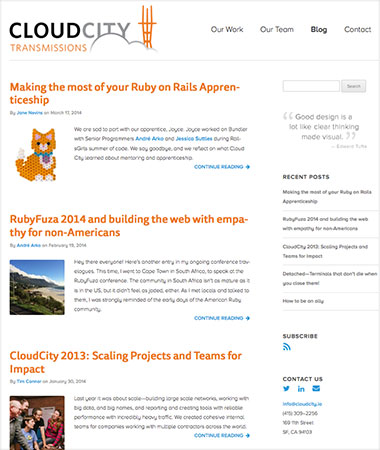 CLOUDCITY
TRANSMISSIONS
Our Work Our Team Blog Contact
Making the most of your Ruby on Rails Appren-
ticeship
By Jane Nevins on March 17, 2014
We are sad to part with our apprentice, Joyce. Joyce worked on Bundler
with Senior Programmers André Arko and Jessica Suttles during Rail-
sGirls summer of code. We say goodbye, and we reflect on what Cloud
City learned about mentoring and apprenticeship.
CONTINUE READING
RubyFuza 2014 and building the web with empa-
thy for non-Americans
By André Arko on February 19, 2014
Hey there everyone! Here's another entry in my ongoing conference trav-
elogues. This time, I went to Cape Town in South Africa, to speak at the
RubyFuza conference. The community in South Africa isn't as mature as it
is in the US, but it didn't feel as jaded, either. As I met locals and talked to
them, I was strongly reminded of the early days of the American Ruby
community.
CONTINUE READING
CloudCity 2013: Scaling Projects and Teams for
Impact
By Tim Connor on January 30, 2014
Last year it was about scale—building large scale networks, working with
big data, and big names, and reporting and creating tools with reliable
performance with incredibly heavy traffic. We created cohesive internal
teams for companies working with multiple contractors across the world.
Search
“ Good design is a
lot like clear thinking
made visual. ”
– Edward Tufte
RECENT POSTS
Making the most of your Ruby on Rails
Apprenticeship
RubyFuza 2014 and building the web with
empathy for non-Americans
CloudCity 2013: Scaling Projects and
Teams for Impact
Detached—Terminals that don't die when
you close them!
How to be an ally
SUBSCRIBE
CONTACT US
info@cloudcity.io
(415) 309-2256
169 11th Street
SF, CA 94103